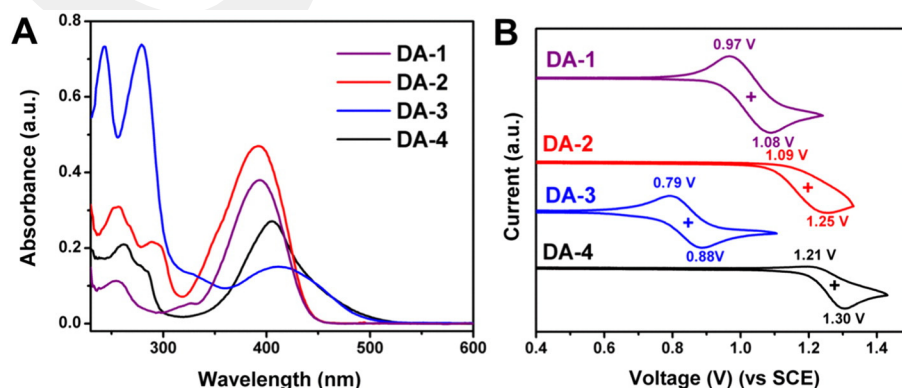 A
0.8
0.6
0.4
0.2
0.0
Absorbance (a.u.)
DA-1
DA-2
DA-3
DA-4
300
400
500
600
Wavelength (nm)
B
Current (a.u.)
DA-1
0.97 V
1.08 V
DA-2
1.09 V
1.25 V
DA-3
0.79 V
0.88V
DA-4
1.21 V
1.30 V
0.4
0.6
0.8
1.0
1.2
1.4
Voltage (V) (vs SCE)